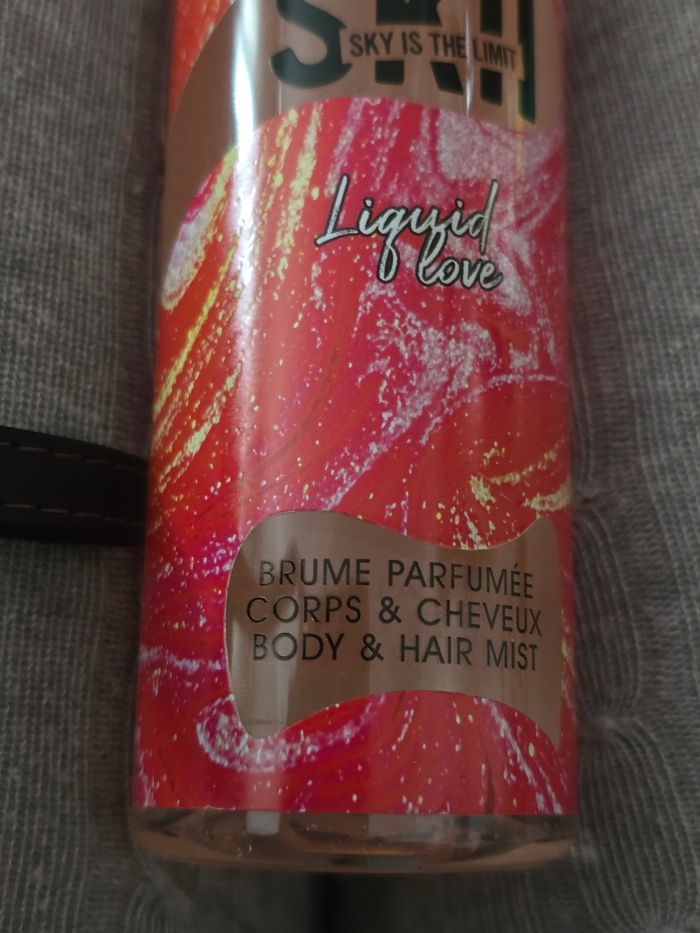 SKY IS THE LIMIT
Liquid
love
BRUME PARFUMÉE
CORPS & CHEVEUX
BODY & HAIR MIST